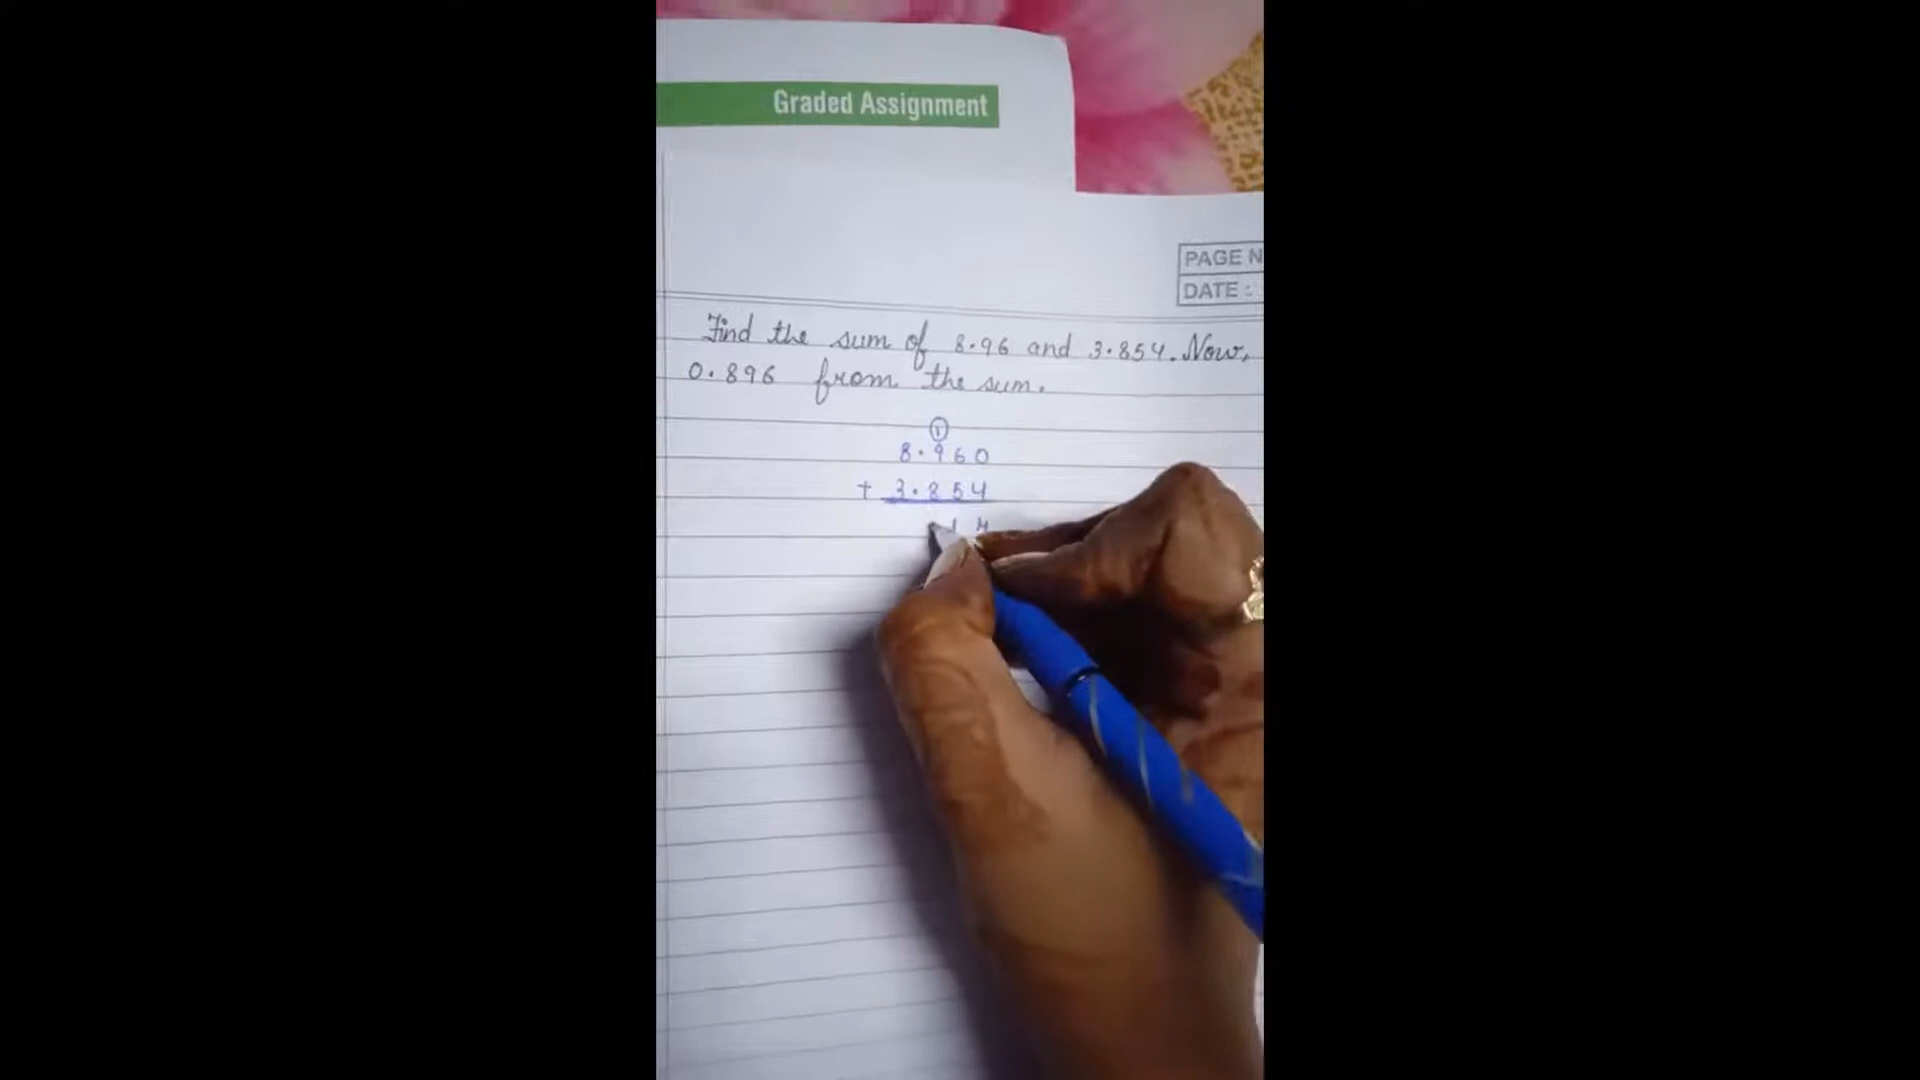 Graded Assignment
PAGE N
DATE :
Find the sum of 8.96 and 3.854. Now,
0.896 from the sum.
1
8.960
+ 3.854
14